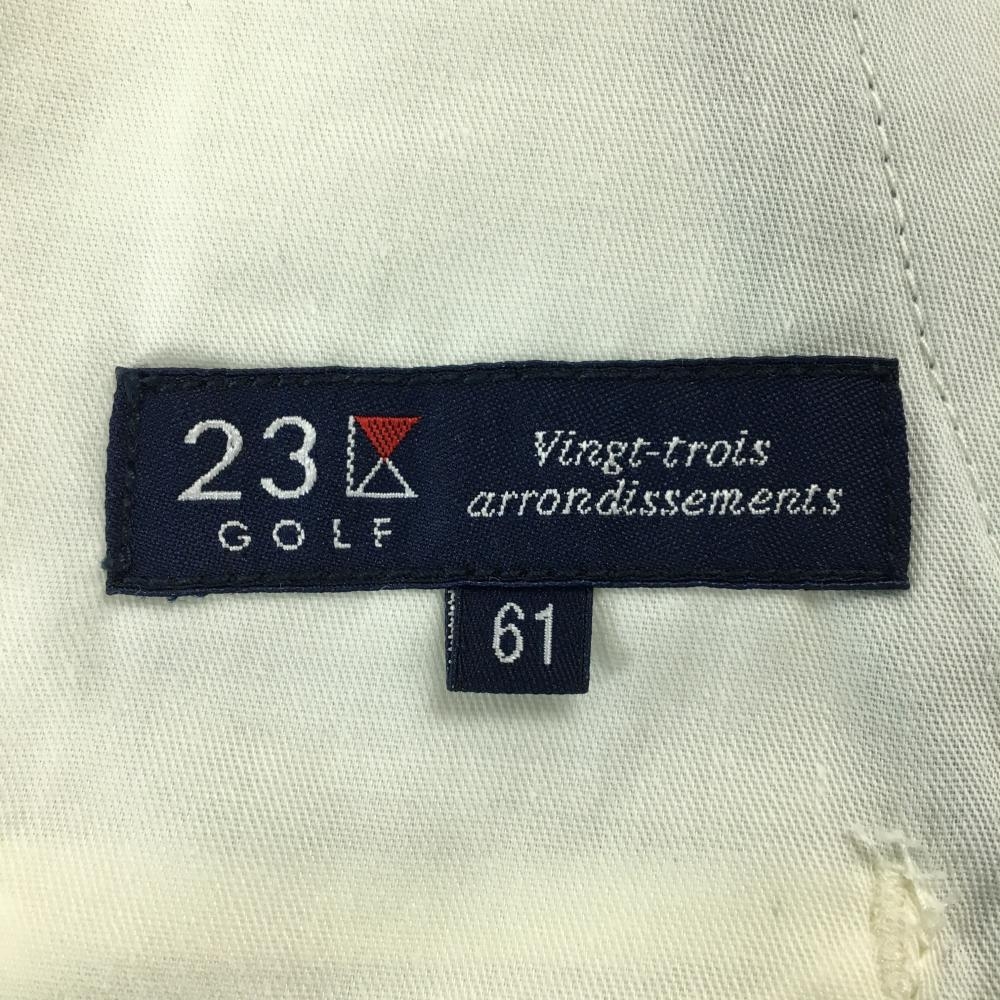 23
GOLF
Vingt-trois
arrondissements
61